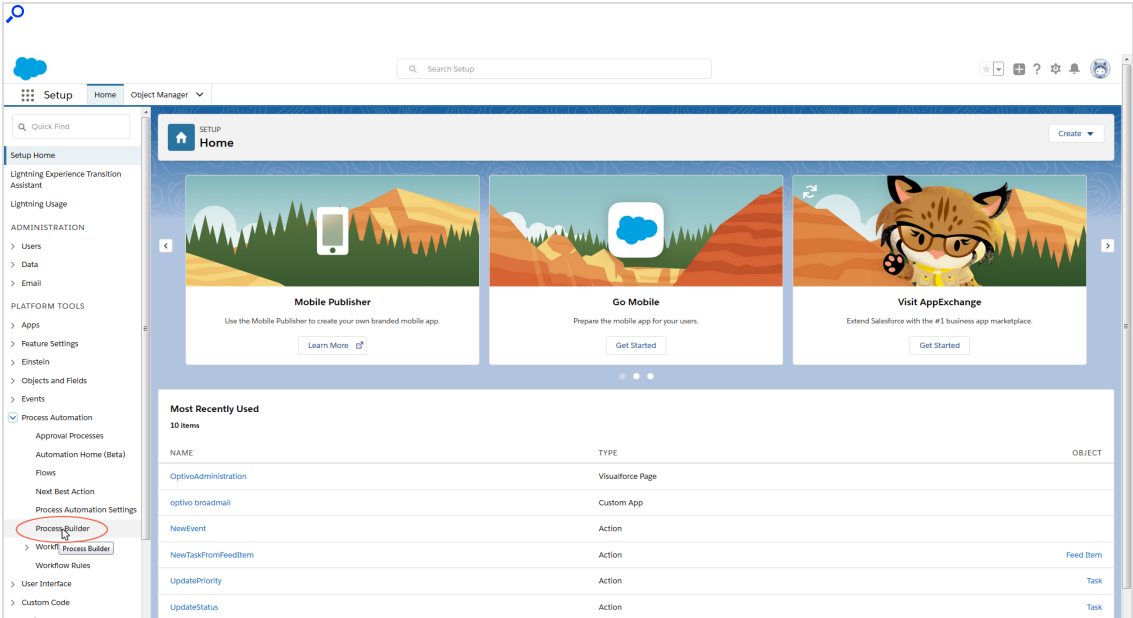 Search Setup
Setup
Home
Object Manager
Quick Find
Setup Home
Lightning Experience Transition
Assistant
Lightning Usage
ADMINISTRATION
Users
Data
Email
PLATFORM TOOLS
Apps
Feature Settings
Einstein
Objects and Fields
Events
Process Automation
Approval Processes
Automation Home (Beta)
Flows
Next Best Action
Process Automation Settings
Process Builder
Process Builder
Workflow Rules
User Interface
Custom Code
SETUP
Home
Create
Mobile Publisher
Use the Mobile Publisher to create your own branded mobile app.
Learn More
Go Mobile
Prepare the mobile app for your users.
Get Started
Visit AppExchange
Extend Salesforce with the #1 business app marketplace.
Get Started
Most Recently Used
10 items
NAME TYPE OBJECT
OptivoAdministration Visualforce Page
optivo broadmail Custom App
NewEvent Action
NewTaskFromFeedItem Action Feed Item
UpdatePriority Action Task
UpdateStatus Action Task